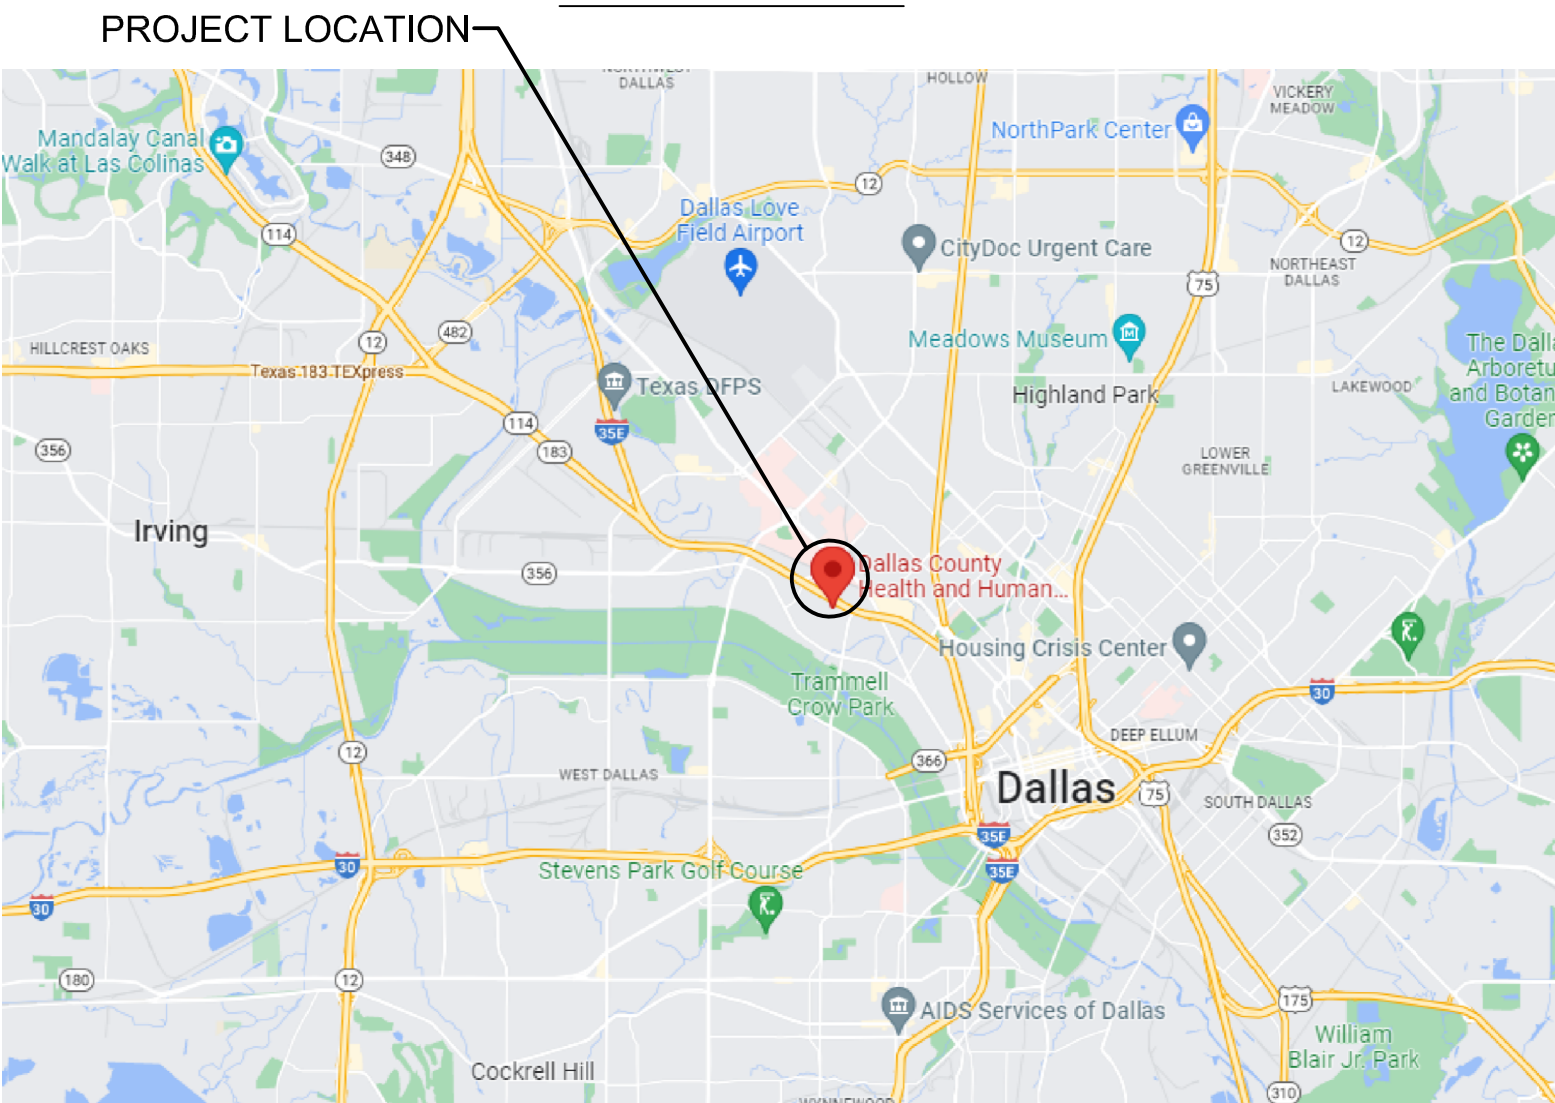 PROJECT LOCATION
NORTHWEST
DALLAS
HOLLOW
VICKERY
MEADOW
Mandalay Canal
Walk at Las Colinas
348
NorthPark Center
12
Dallas Love
Field Airport
114
CityDoc Urgent Care
12
NORTHEAST
DALLAS
75
482
12
HILLCREST OAKS
Meadows Museum
The Dalla
Arboretu
and Botan
Garden
Texas 183 TEXpress
Texas DFPS
Highland Park
LAKEWOOD
114
35E
356
183
LOWER
GREENVILLE
Irving
356
Dallas County
Health and Human...
Housing Crisis Center
Trammell
Crow Park
30
12
366
DEEP ELLUM
WEST DALLAS
Dallas
75
SOUTH DALLAS
352
35E
30
Stevens Park Golf Course
35E
30
180
12
175
AIDS Services of Dallas
William
Blair Jr. Park
Cockrell Hill
310
WYNNEWOOD